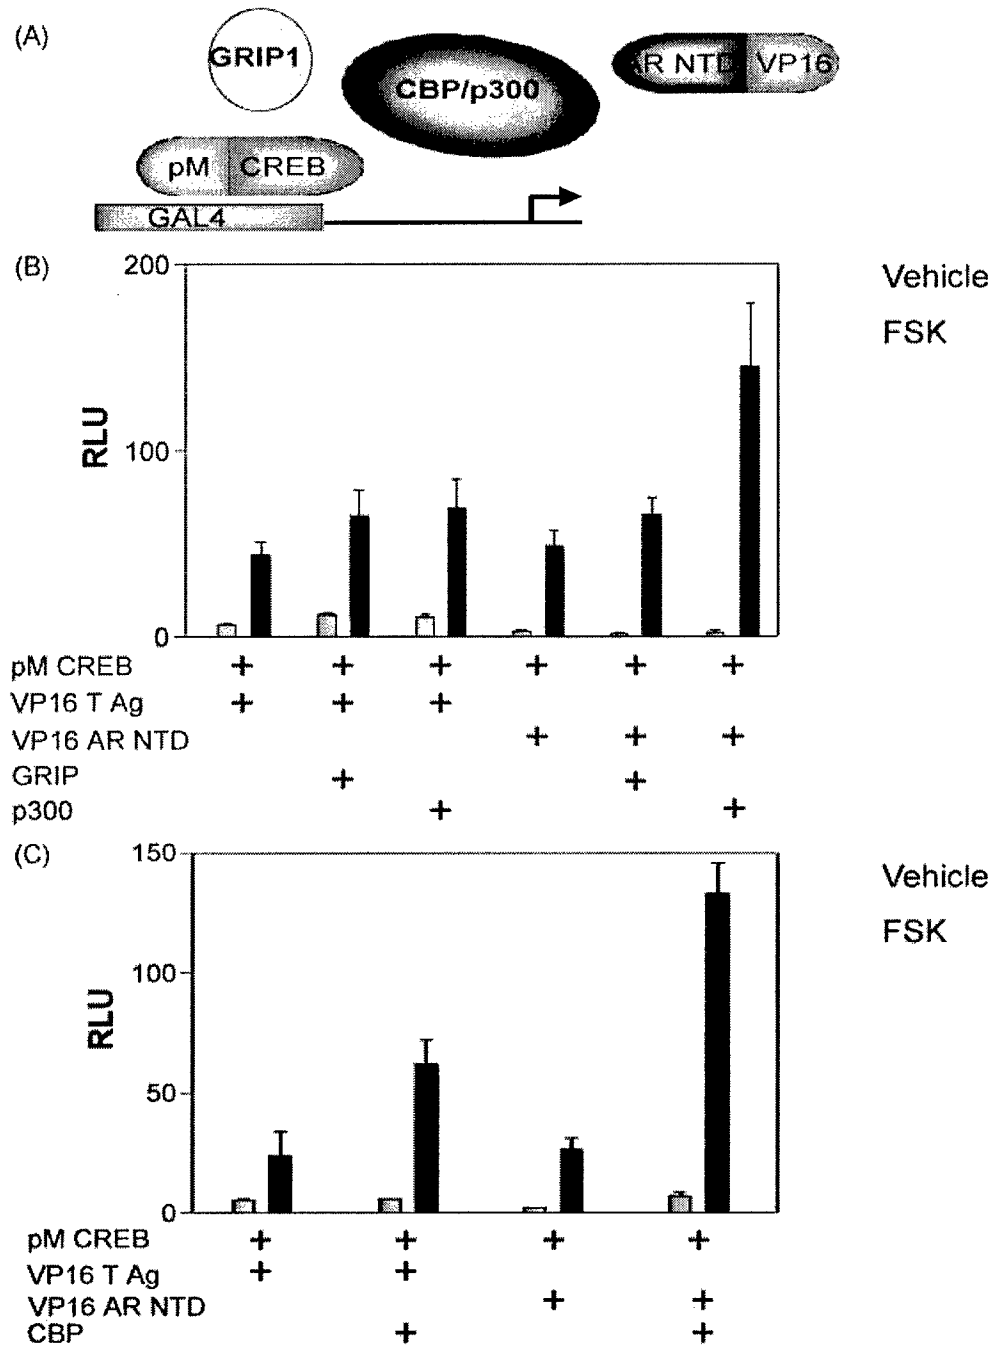 (A)
GRIP1
CBP/p300
AR NTD VP16
pM CREB
GAL4
(B)
200
100
0
RLU
Vehicle
FSK
pM CREB + + + + + +
VP16 T Ag + + +
VP16 AR NTD + + +
GRIP + +
p300 + +
(C)
150
100
50
0
RLU
Vehicle
FSK
pM CREB + + + +
VP16 T Ag + +
VP16 AR NTD + +
CBP + +